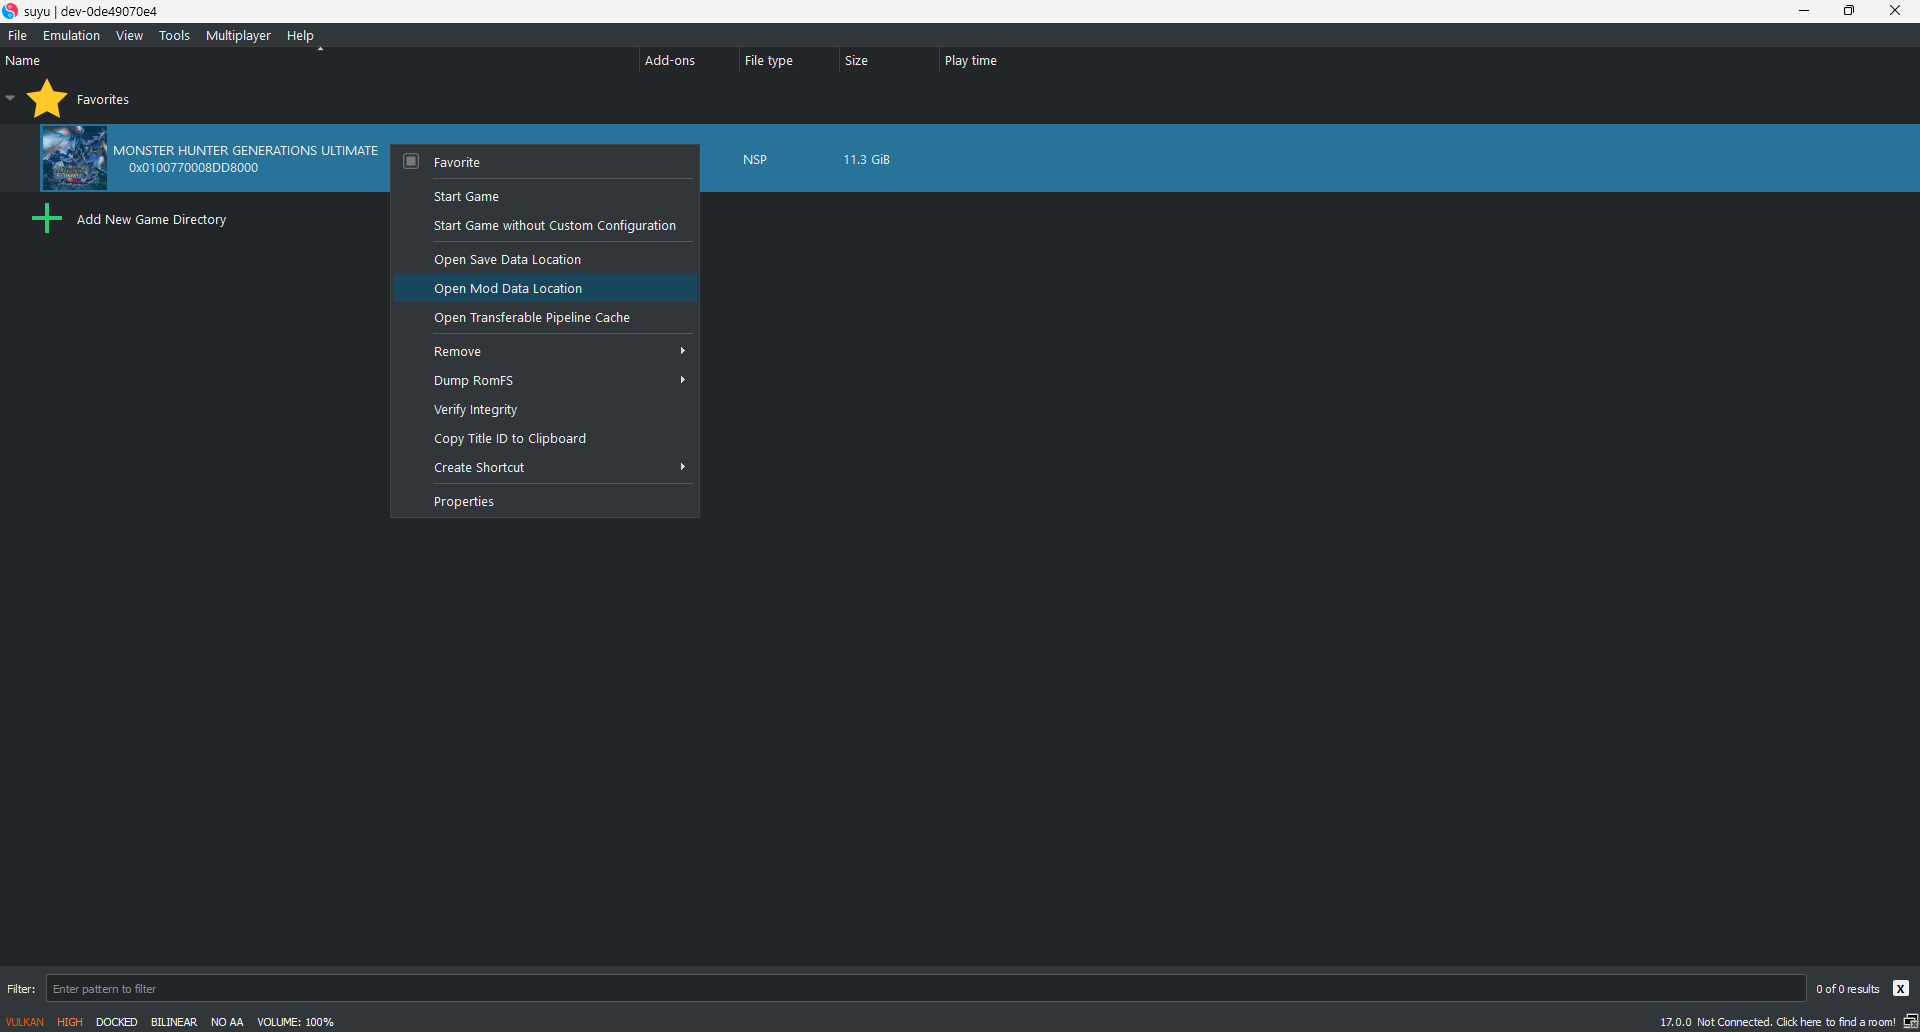 suyu | dev-0de49070e4
File Emulation View Tools Multiplayer Help
Name Add-ons File type Size Play time
Favorites
MONSTER HUNTER GENERATIONS ULTIMATE
0x0100770008DD8000
NSP 11.3 GiB
Favorite
Start Game
Start Game without Custom Configuration
Open Save Data Location
Open Mod Data Location
Open Transferable Pipeline Cache
Remove
Dump RomFS
Verify Integrity
Copy Title ID to Clipboard
Create Shortcut
Properties
Add New Game Directory
Filter: Enter pattern to filter 0 of 0 results X
VULKAN HIGH DOCKED BILINEAR NO AA VOLUME: 100% 17.0.0 Not Connected. Click here to find a room!